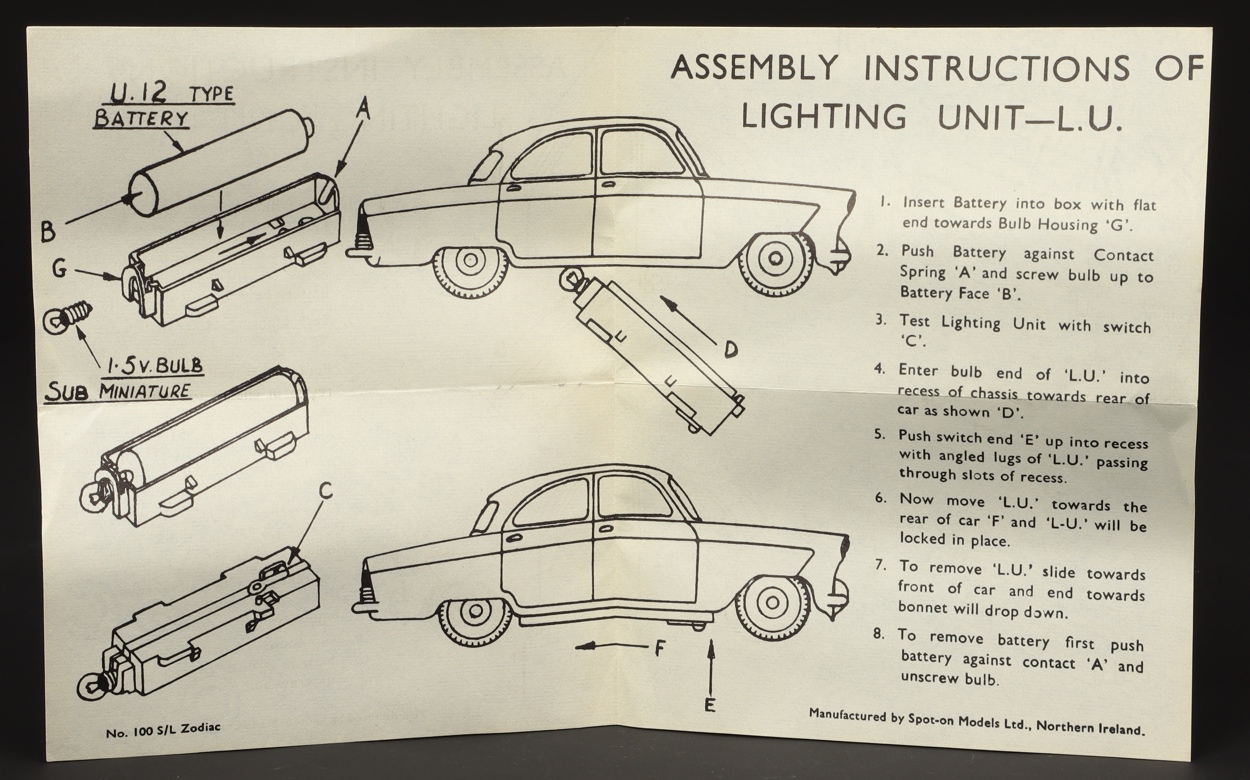 ASSEMBLY INSTRUCTIONS OF
LIGHTING UNIT—L.U.
U.12 TYPE
BATTERY
A
B
G
1·5V. BULB
SUB MINIATURE
C
D
F
E
1. Insert Battery into box with flat
end towards Bulb Housing 'G'.
2. Push Battery against Contact
Spring 'A' and screw bulb up to
Battery Face 'B'.
3. Test Lighting Unit with switch
'C'.
4. Enter bulb end of 'L.U.' into
recess of chassis towards rear of
car as shown 'D'.
5. Push switch end 'E' up into recess
with angled lugs of 'L.U.' passing
through slots of recess.
6. Now move 'L.U.' towards the
rear of car 'F' and 'L-U.' will be
locked in place.
7. To remove 'L.U.' slide towards
front of car and end towards
bonnet will drop down.
8. To remove battery first push
battery against contact 'A' and
unscrew bulb.
No. 100 S/L Zodiac
Manufactured by Spot-on Models Ltd., Northern Ireland.